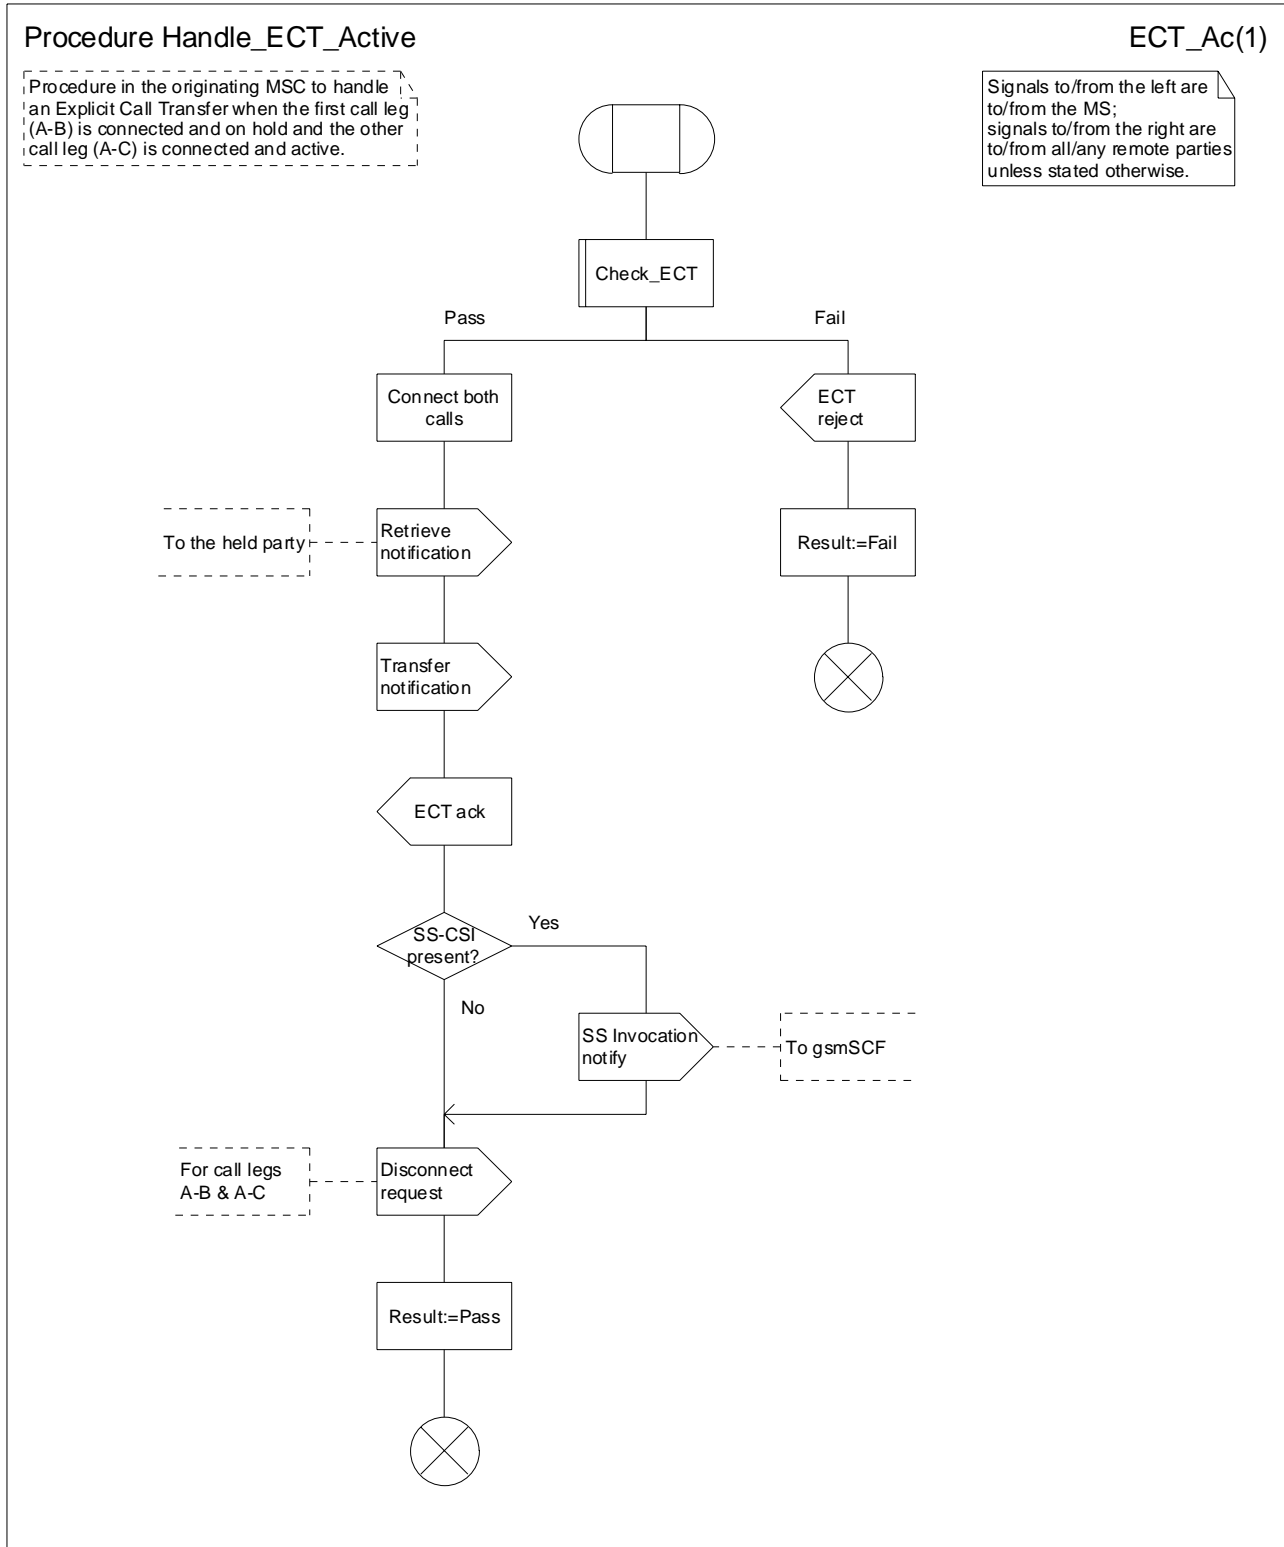 Procedure Handle_ECT_Active
ECT_Ac(1)
Procedure in the originating MSC to handle
an Explicit Call Transfer when the first call leg
(A-B) is connected and on hold and the other
call leg (A-C) is connected and active.
Signals to/from the left are
to/from the MS;
signals to/from the right are
to/from all/any remote parties
unless stated otherwise.
Check_ECT
Pass
Fail
Connect both
calls
ECT
reject
To the held party
Retrieve
notification
Result:=Fail
Transfer
notification
ECT ack
SS-CSI
present?
Yes
No
SS Invocation
notify
To gsmSCF
For call legs
A-B & A-C
Disconnect
request
Result:=Pass